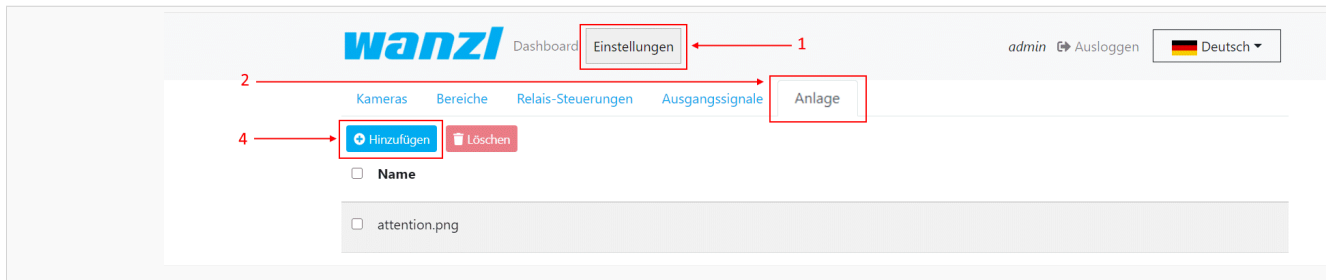 wanzl Dashboard Einstellungen 1 admin Ausloggen Deutsch
2
Kameras Bereiche Relais-Steuerungen Ausgangssignale Anlage
4 Hinzufügen Löschen
Name
attention.png